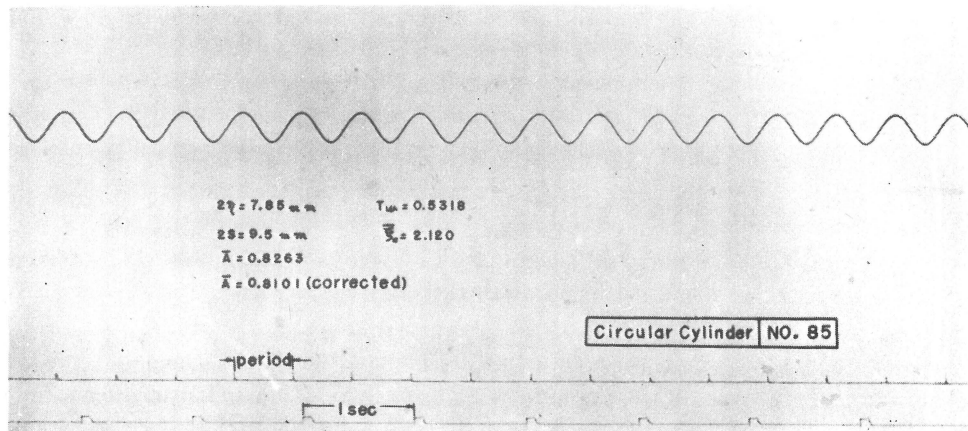 2η = 7.85 mm
T_w = 0.5318
2S = 9.5 mm
= 2.120
Ā = 0.8263
Ā = 0.8101 (corrected)
Circular Cylinder NO. 85
period
1 sec